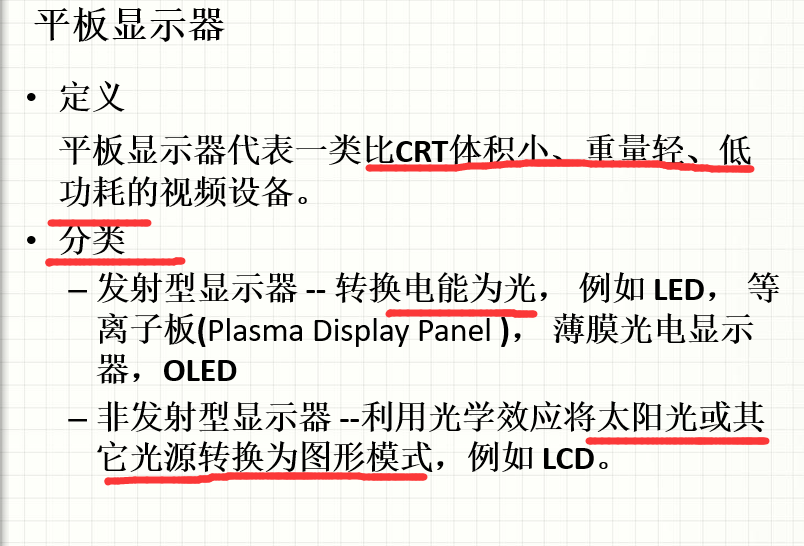 平板显示器
• 定义
平板显示器代表一类比CRT体积小、重量轻、低
功耗的视频设备。
• 分类
– 发射型显示器 -- 转换电能为光， 例如 LED， 等
离子板(Plasma Display Panel )， 薄膜光电显示
器，OLED
– 非发射型显示器 --利用光学效应将太阳光或其
它光源转换为图形模式，例如 LCD。